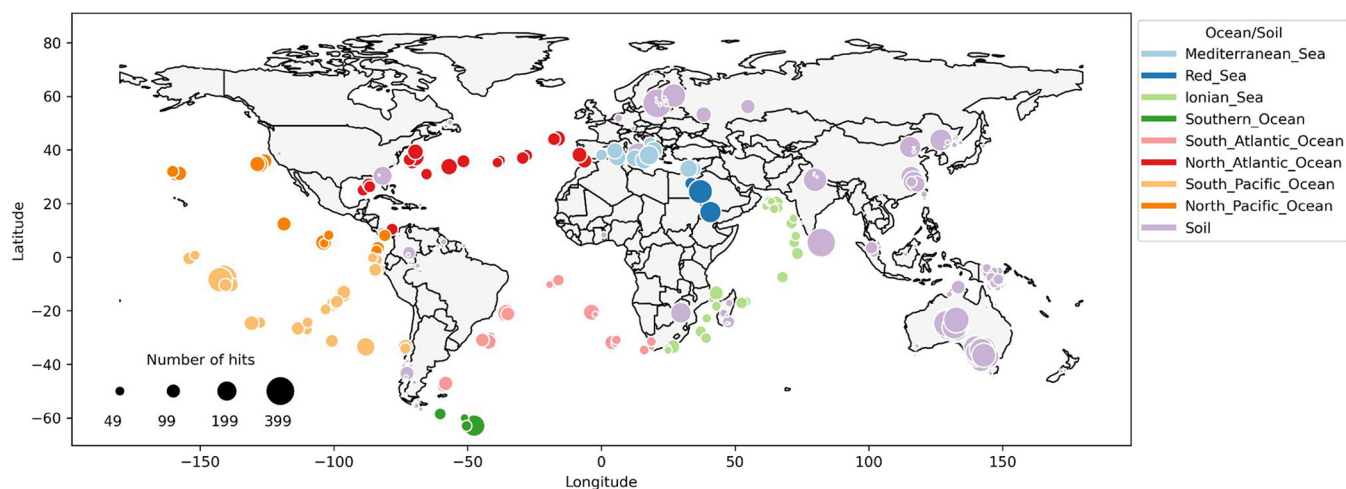 80
60
40
20
0
−20
−40
−60
Latitude
−150
−100
−50
0
50
100
150
Longitude
Number of hits
49 99 199 399
Ocean/Soil
Mediterranean_Sea
Red_Sea
Ionian_Sea
Southern_Ocean
South_Atlantic_Ocean
North_Atlantic_Ocean
South_Pacific_Ocean
North_Pacific_Ocean
Soil